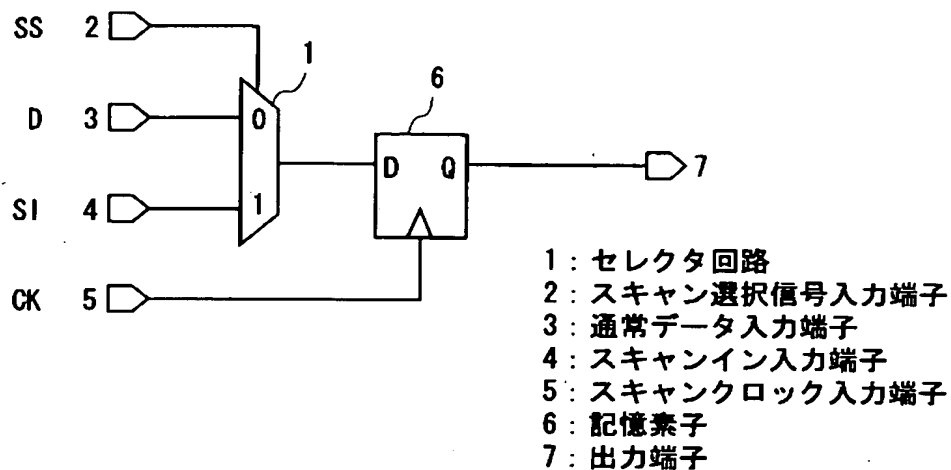 SS 2
1
D 3
0
6
D Q
7
SI 4
1
CK 5
1:セレクタ回路
2:スキャン選択信号入力端子
3:通常データ入力端子
4:スキャンイン入力端子
5:スキャンクロック入力端子
6:記憶素子
7:出力端子